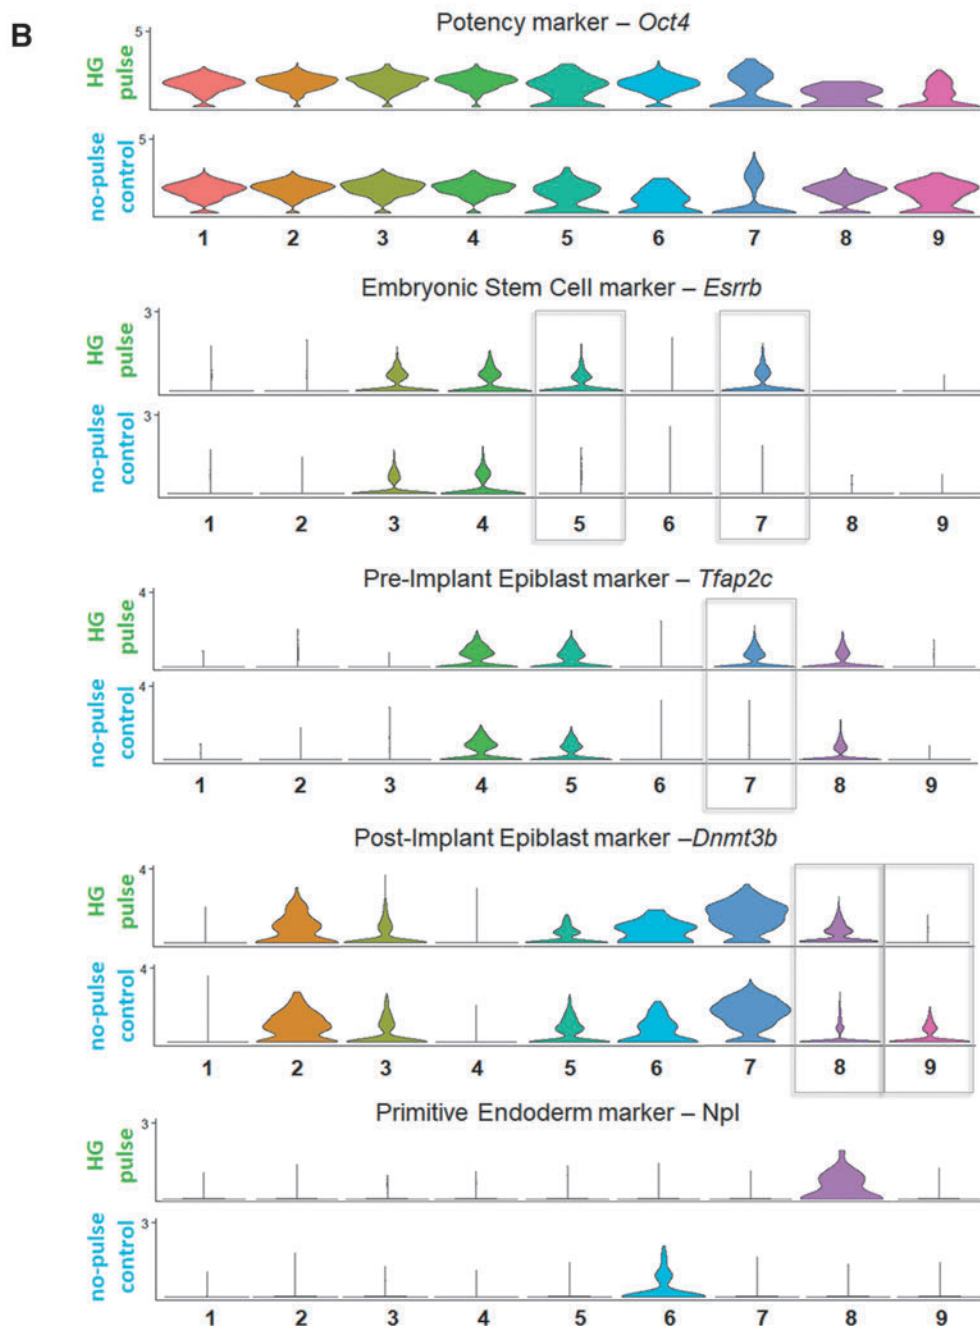 B
Potency marker – Oct4
HG pulse
5
no-pulse control
5
1 2 3 4 5 6 7 8 9
Embryonic Stem Cell marker – Esrrb
HG pulse
3
no-pulse control
3
1 2 3 4 5 6 7 8 9
Pre-Implant Epiblast marker – Tfap2c
HG pulse
4
no-pulse control
4
1 2 3 4 5 6 7 8 9
Post-Implant Epiblast marker –Dnmt3b
HG pulse
4
no-pulse control
4
1 2 3 4 5 6 7 8 9
Primitive Endoderm marker – Npl
HG pulse
3
no-pulse control
3
1 2 3 4 5 6 7 8 9